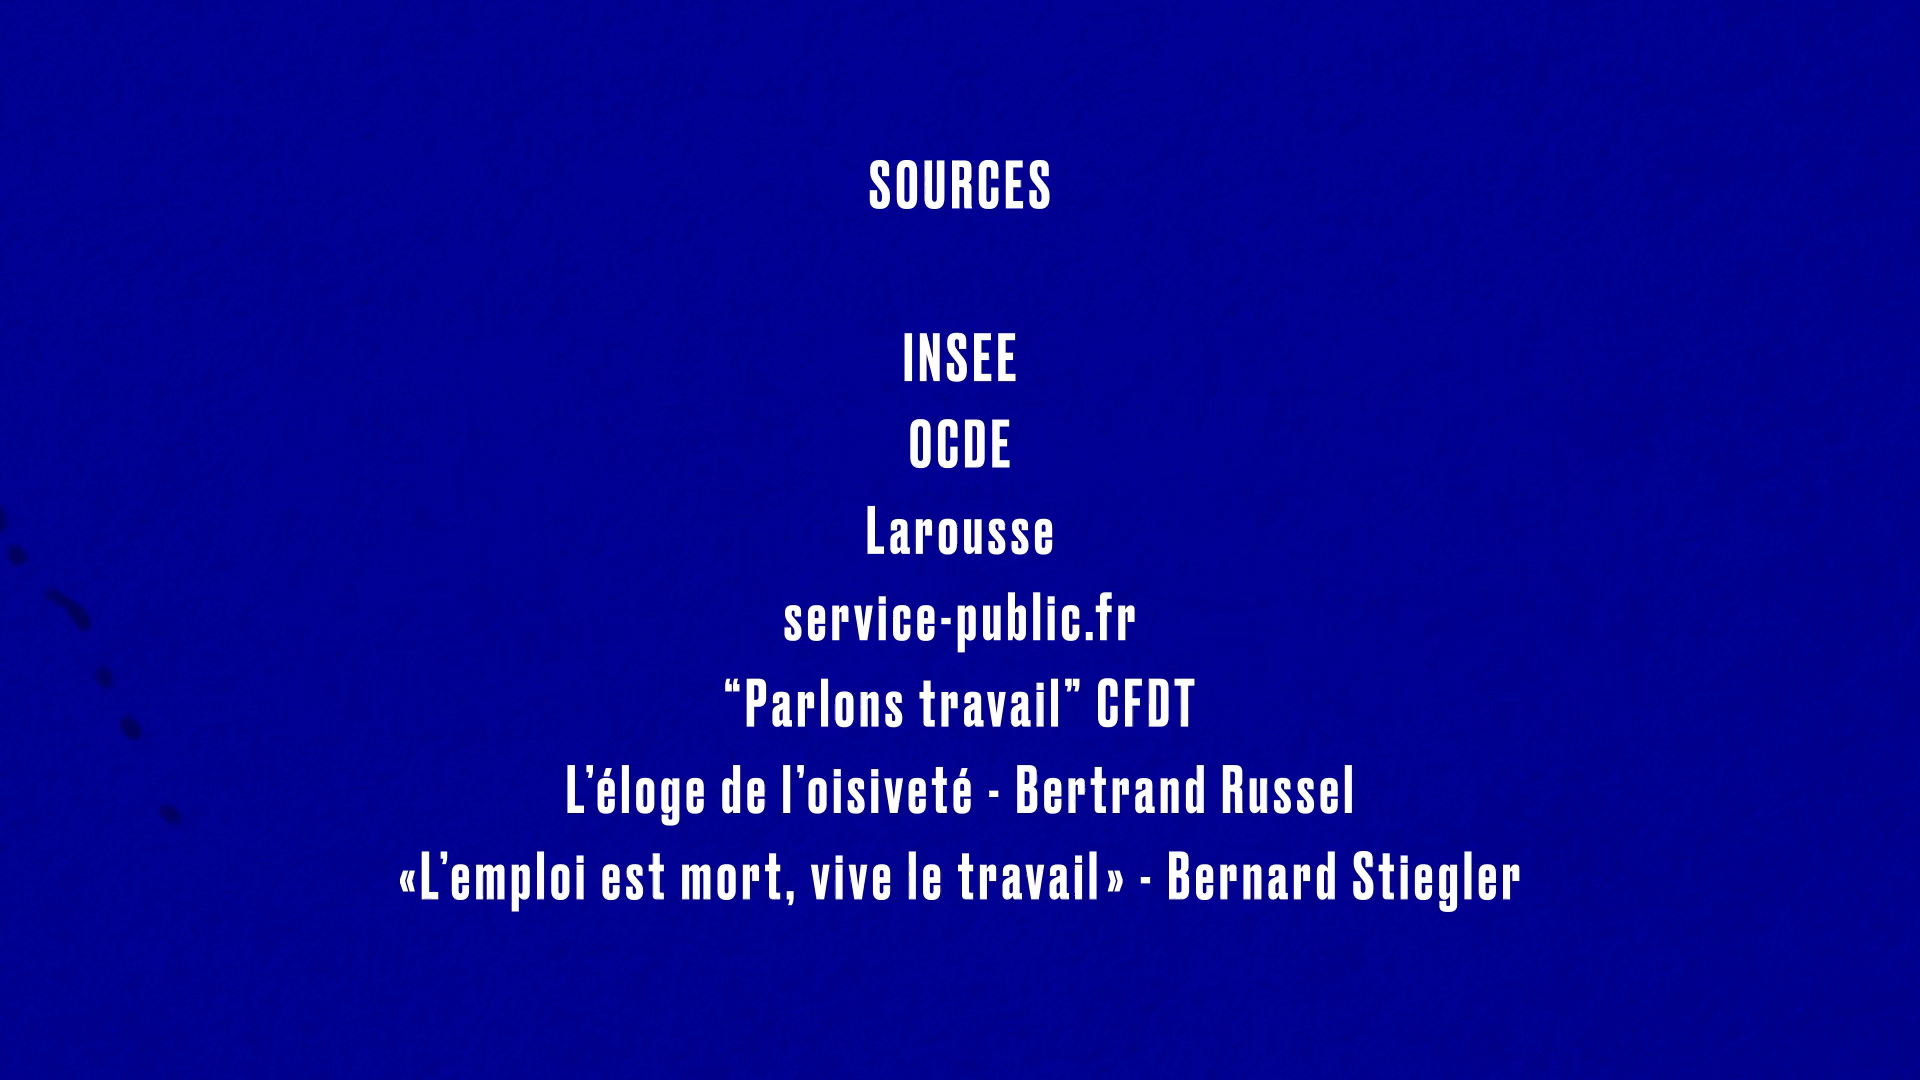 SOURCES
INSEE
OCDE
Larousse
service-public.fr
“Parlons travail” CFDT
L’éloge de l’oisiveté - Bertrand Russel
«L’emploi est mort, vive le travail» - Bernard Stiegler